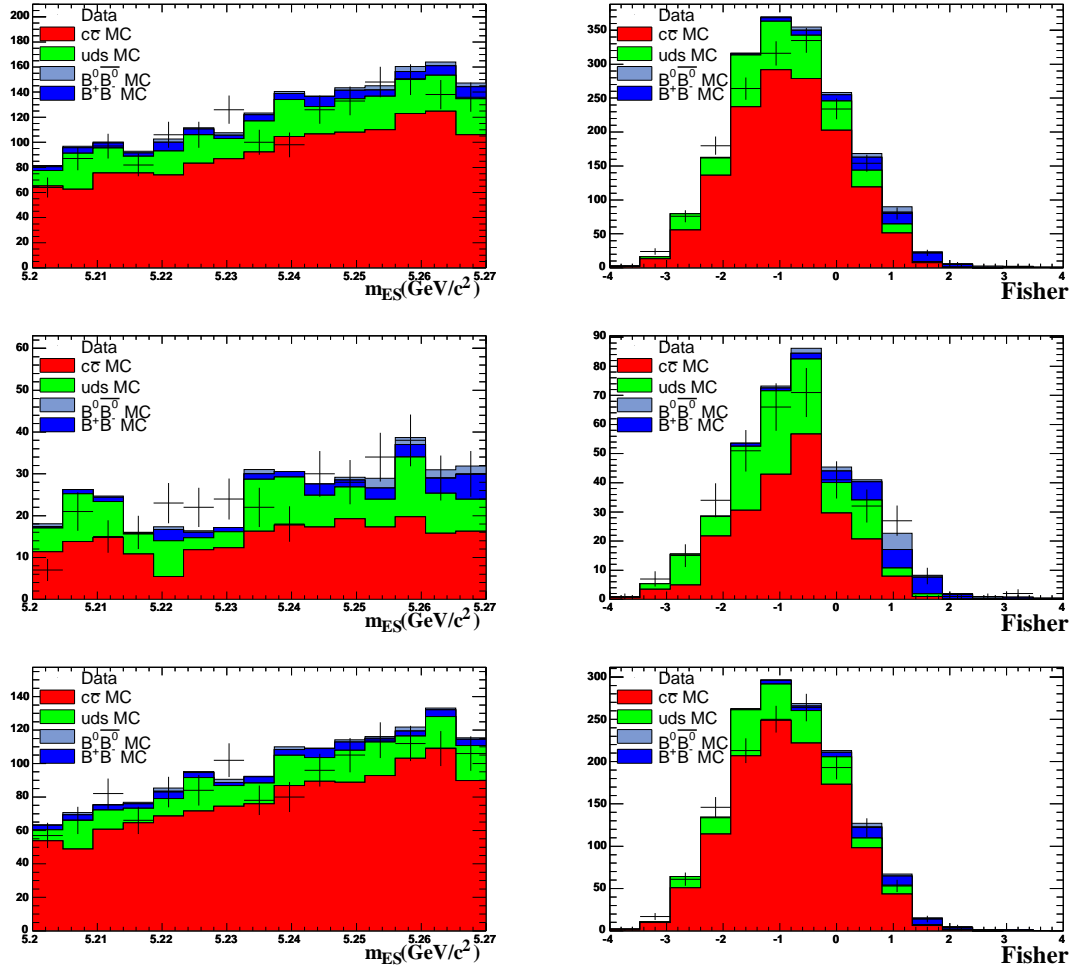 200
180
160
140
120
100
80
60
40
20
0
Data
cc̄ MC
uds MC
B⁰B̄⁰ MC
B⁺B⁻ MC
5.2 5.21 5.22 5.23 5.24 5.25 5.26 5.27
m_ES(GeV/c²)
350
300
250
200
150
100
50
0
Data
cc̄ MC
uds MC
B⁰B̄⁰ MC
B⁺B⁻ MC
-4 -3 -2 -1 0 1 2 3 4
Fisher
60
50
40
30
20
10
0
Data
cc̄ MC
uds MC
B⁰B̄⁰ MC
B⁺B⁻ MC
5.2 5.21 5.22 5.23 5.24 5.25 5.26 5.27
m_ES(GeV/c²)
90
80
70
60
50
40
30
20
10
0
Data
cc̄ MC
uds MC
B⁰B̄⁰ MC
B⁺B⁻ MC
-4 -3 -2 -1 0 1 2 3 4
Fisher
140
120
100
80
60
40
20
0
Data
cc̄ MC
uds MC
B⁰B̄⁰ MC
B⁺B⁻ MC
5.2 5.21 5.22 5.23 5.24 5.25 5.26 5.27
m_ES(GeV/c²)
300
250
200
150
100
50
0
Data
cc̄ MC
uds MC
B⁰B̄⁰ MC
B⁺B⁻ MC
-4 -3 -2 -1 0 1 2 3 4
Fisher